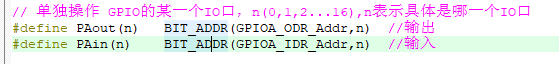 // 单独操作 GPIO的某一个IO口，n(0,1,2...16),n表示具体是哪一个IO口
#define PAout(n)   BIT_ADDR(GPIOA_ODR_Addr,n)  //输出
#define PAin(n)    BIT_ADDR(GPIOA_IDR_Addr,n)  //输入